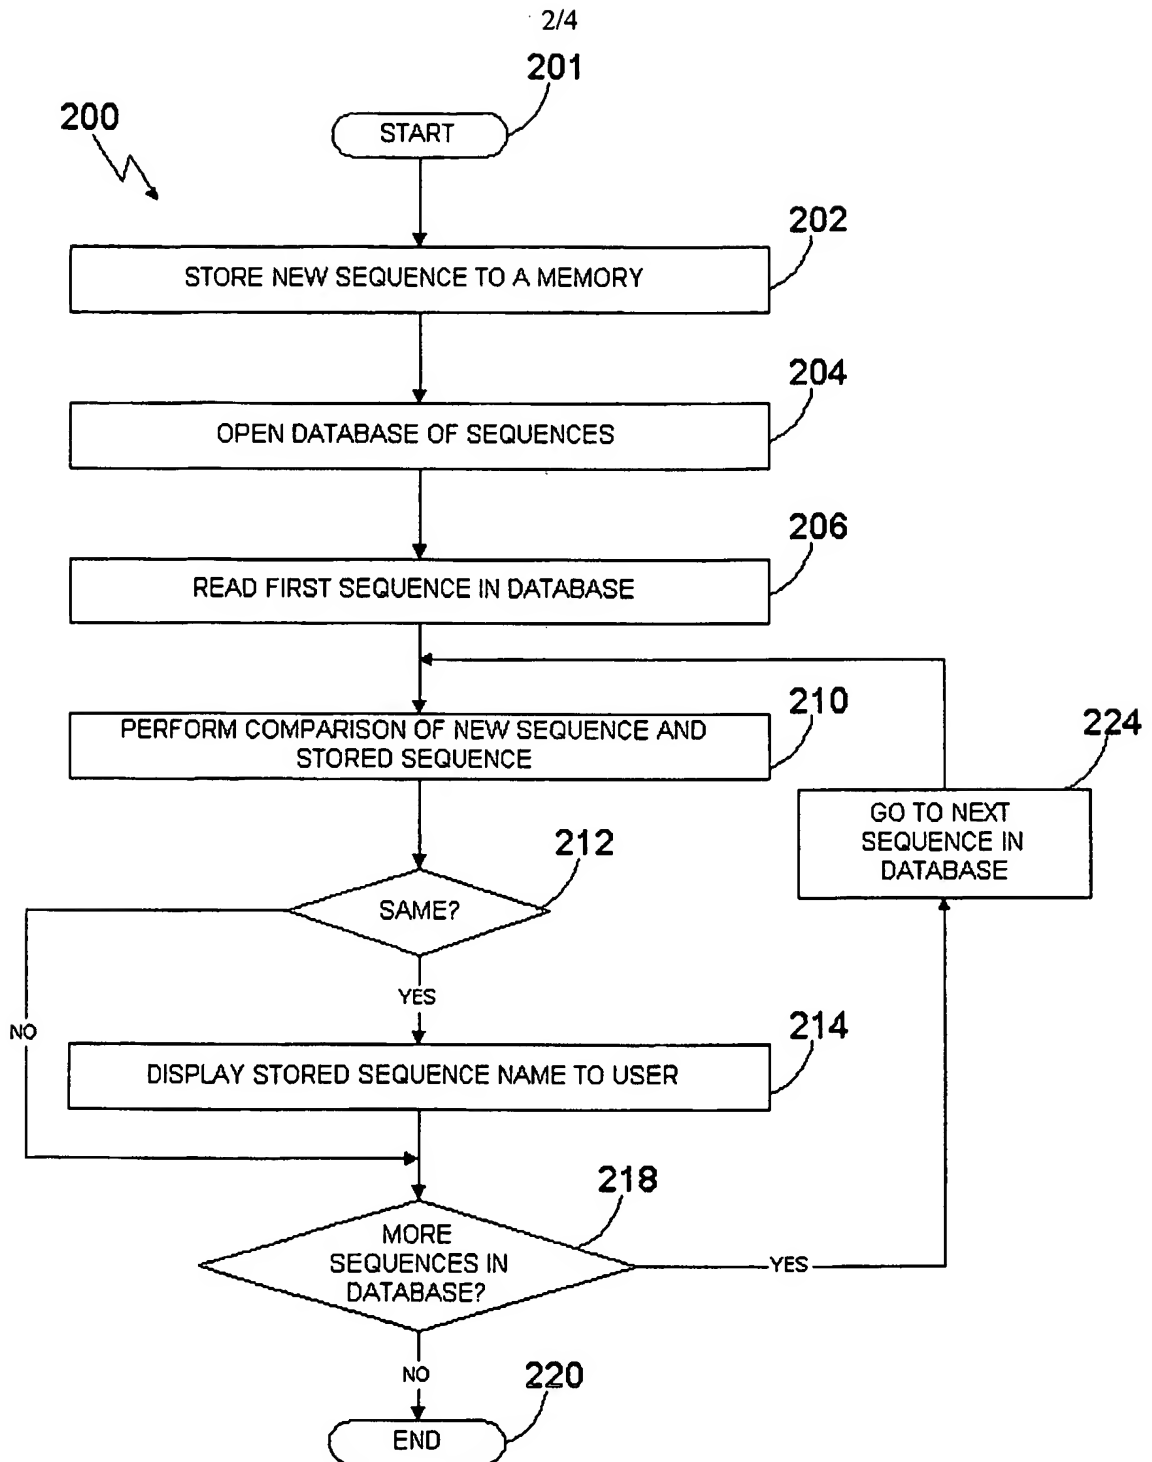 2/4
201
200
START
202
STORE NEW SEQUENCE TO A MEMORY
204
OPEN DATABASE OF SEQUENCES
206
READ FIRST SEQUENCE IN DATABASE
210
PERFORM COMPARISON OF NEW SEQUENCE AND
STORED SEQUENCE
224
GO TO NEXT
SEQUENCE IN
DATABASE
212
SAME?
YES
NO
214
DISPLAY STORED SEQUENCE NAME TO USER
218
MORE
SEQUENCES IN
DATABASE?
YES
NO
220
END